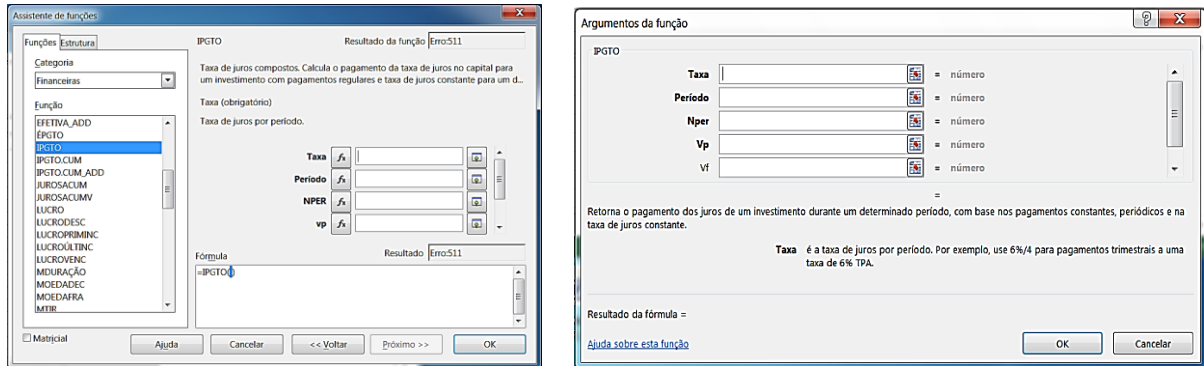 Assistente de funções
Funções Estrutura
Categoria
Financeiras
Função
EFETIVA_ADD
ÉPGTO
IPGTO
IPGTO.CUM
IPGTO.CUM_ADD
JUROSACUM
JUROSACUMV
LUCRO
LUCRODESC
LUCROPRIMINC
LUCROÚLTINC
LUCROVENC
MDURAÇÃO
MOEDADEC
MOEDAFRA
MTIR
Matricial
IPGTO Resultado da função Erro:511
Taxa de juros compostos. Calcula o pagamento da taxa de juros no capital para
um investimento com pagamentos regulares e taxa de juros constante para um d...
Taxa (obrigatório)
Taxa de juros por período.
Taxa fx
Período fx
NPER fx
vp fx
Fórmula Resultado Erro:511
=IPGTO()
Ajuda Cancelar << Voltar Próximo >> OK
Argumentos da função
IPGTO
Taxa = número
Período = número
Nper = número
Vp = número
Vf = número
=
Retorna o pagamento dos juros de um investimento durante um determinado período, com base nos pagamentos constantes, periódicos e na
taxa de juros constante.
Taxa é a taxa de juros por período. Por exemplo, use 6%/4 para pagamentos trimestrais a uma
taxa de 6% TPA.
Resultado da fórmula =
Ajuda sobre esta função OK Cancelar